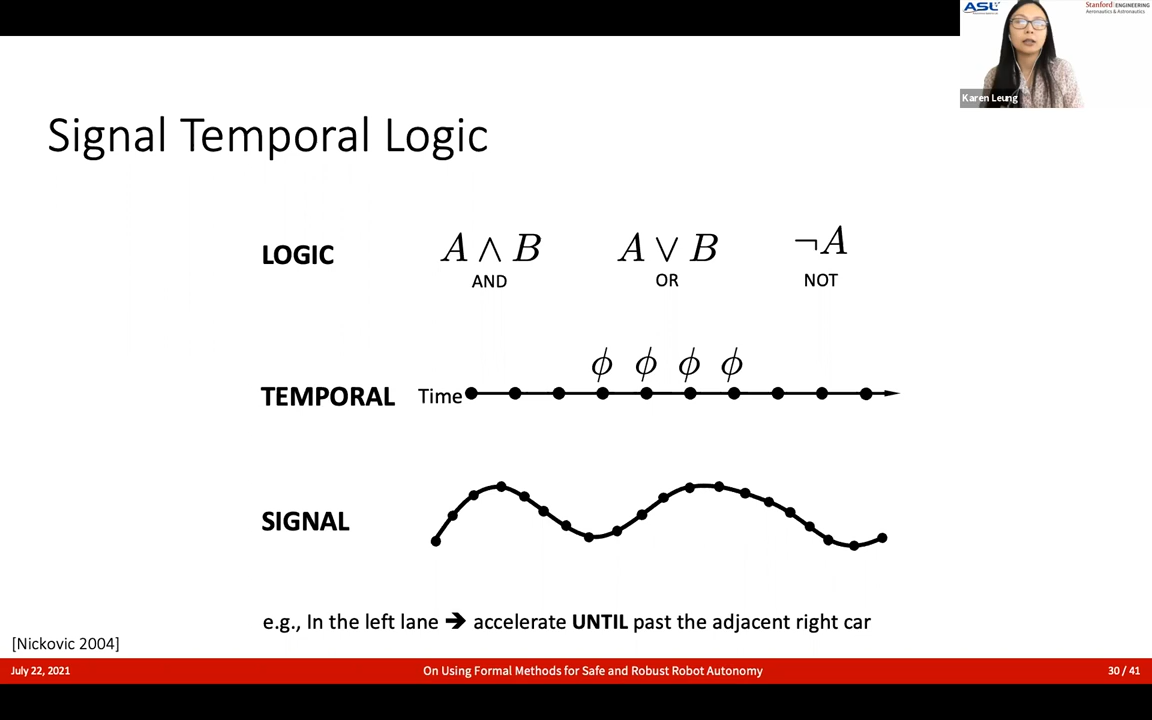 ASL
Stanford ENGINEERING
Aeronautics & Astronautics
Karen Leung
Signal Temporal Logic
LOGIC
A ∧ B
A ∨ B
¬A
AND
OR
NOT
ϕ ϕ ϕ ϕ
TEMPORAL
Time
SIGNAL
e.g., In the left lane ➔ accelerate UNTIL past the adjacent right car
[Nickovic 2004]
July 22, 2021
On Using Formal Methods for Safe and Robust Robot Autonomy
30 / 41